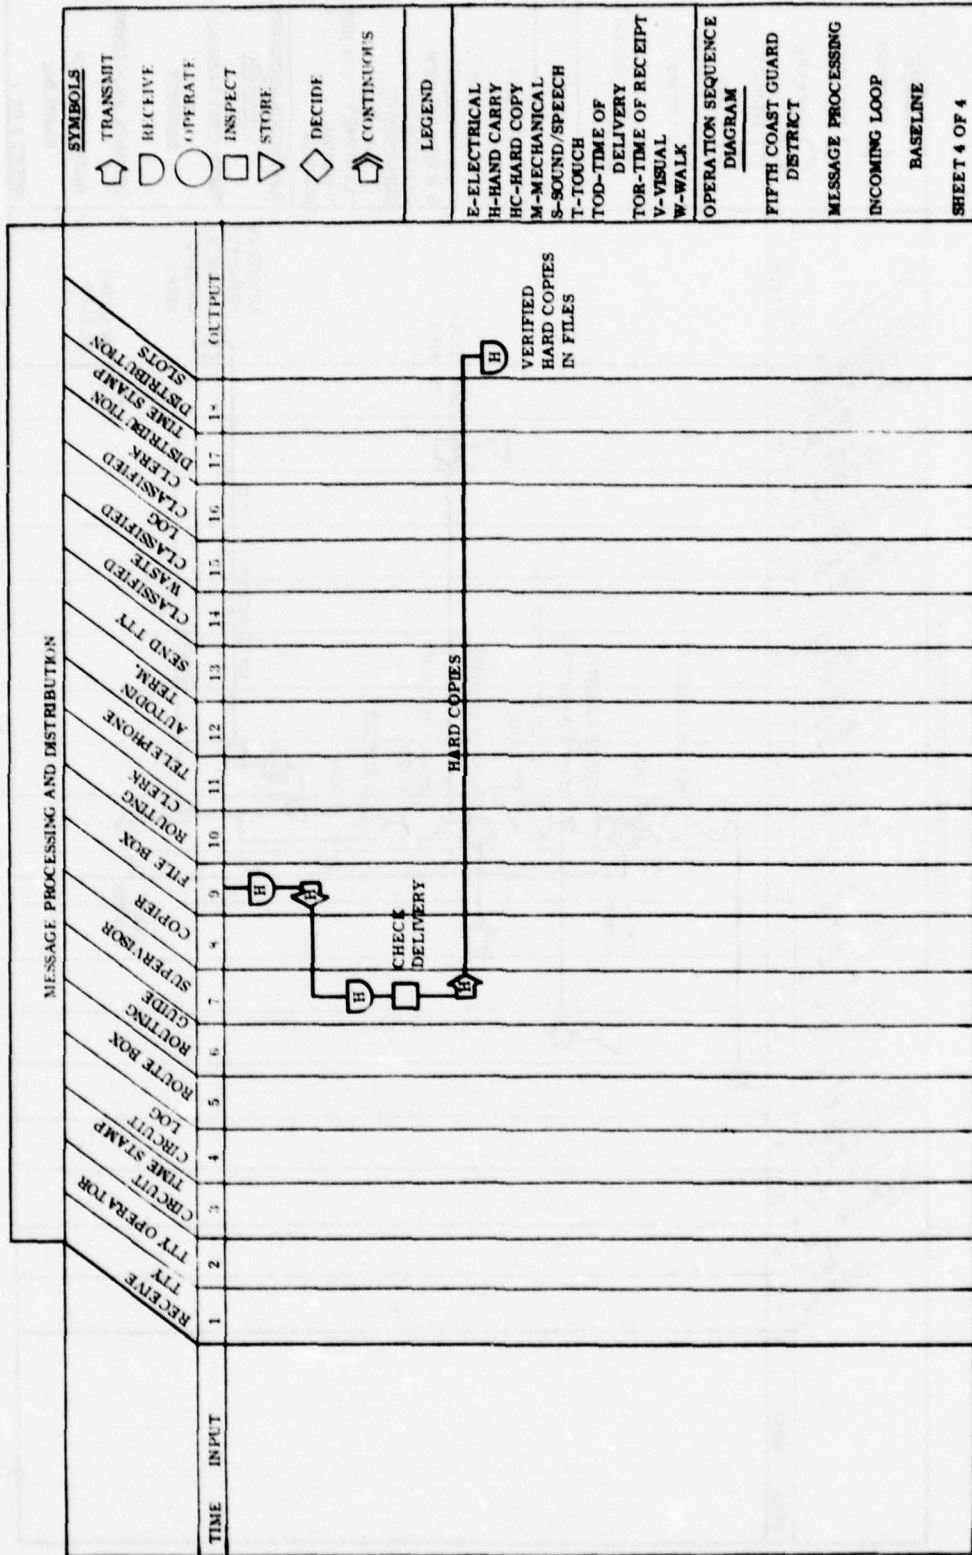 MESSAGE PROCESSING AND DISTRIBUTION
RECEIVE
TTY
TTY OPERATOR
CIRCUIT
TIME STAMP
CIRCUIT
LOG
ROUTE BOX
ROUTING
GUIDE
SUPERVISOR
COPIER
FILE BOX
ROUTING
CLERK
TELEPHONE
AUTODIN
TERM.
SEND TTY
CLASSIFIED
WASTE
CLASSIFIED
LOG
CLASSIFIED
CLERK
DISTRIBUTION
TIME STAMP
DISTRIBUTION
SLOTS
TIME INPUT 1 2 3 4 5 6 7 8 9 10 11 12 13 14 15 16 17 18 OUTPUT
H
H
H
CHECK
DELIVERY
H
HARD COPIES
H
VERIFIED
HARD COPIES
IN FILES
SYMBOLS
TRANSMIT
RECEIVE
OPERATE
INSPECT
STORE
DECIDE
CONTINUOUS
LEGEND
E-ELECTRICAL
H-HAND CARRY
HC-HARD COPY
M-MECHANICAL
S-SOUND/SPEECH
T-TOUCH
TOD-TIME OF
DELIVERY
TOR-TIME OF RECEIPT
V-VISUAL
W-WALK
OPERATION SEQUENCE
DIAGRAM
FIFTH COAST GUARD
DISTRICT
MESSAGE PROCESSING
INCOMING LOOP
BASELINE
SHEET 4 OF 4